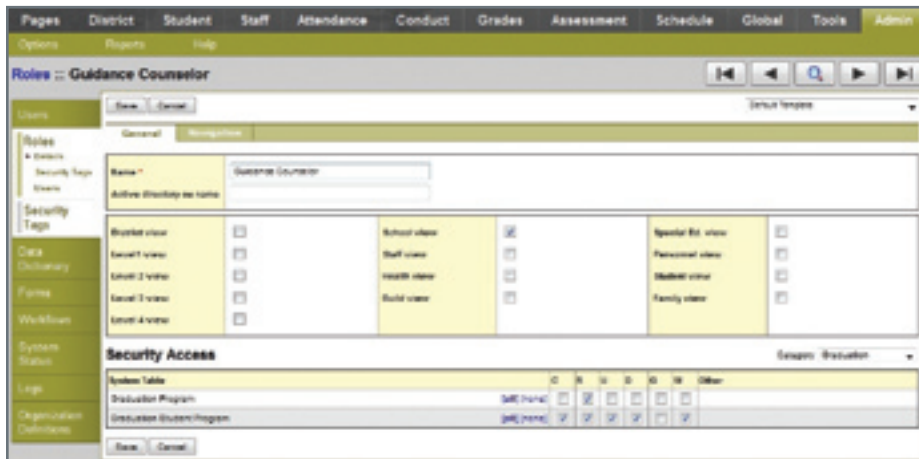 Pages District Student Staff Attendance Conduct Grades Assessment Schedule Global Tools Admin
Options Reports Help
Roles :: Guidance Counselor
Users
Save Cancel
Default Template
General Navigation
Roles
Details
Security Tags
Users
Security
Tags
Name * Guidance Counselor
Active directory ou name
District view School view Special Ed. view
Level 1 view Staff view Personnel view
Level 2 view Health view Student view
Level 3 view Build view Family view
Level 4 view
Data
Dictionary
Forms
Workflows
System
Status
Logs
Organization
Definitions
Security Access
Category Graduation
System Table C R U D G M Other
Graduation Program [all] [none]
Graduation Student Program [all] [none]
Save Cancel